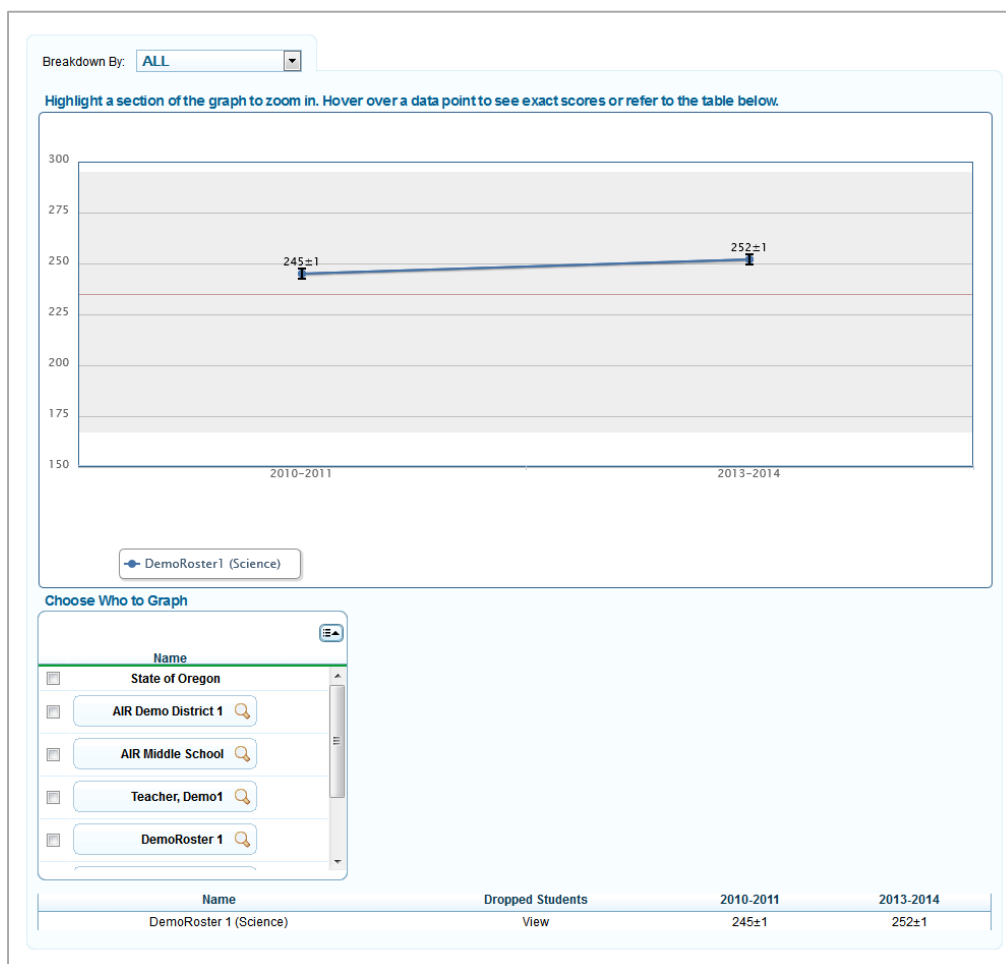 Breakdown By: ALL
Highlight a section of the graph to zoom in. Hover over a data point to see exact scores or refer to the table below.
300
275
250
225
200
175
150
245±1
252±1
2010-2011 2013-2014
DemoRoster1 (Science)
Choose Who to Graph
Name
State of Oregon
AIR Demo District 1
AIR Middle School
Teacher, Demo1
DemoRoster 1
Name Dropped Students 2010-2011 2013-2014
DemoRoster 1 (Science) View 245±1 252±1